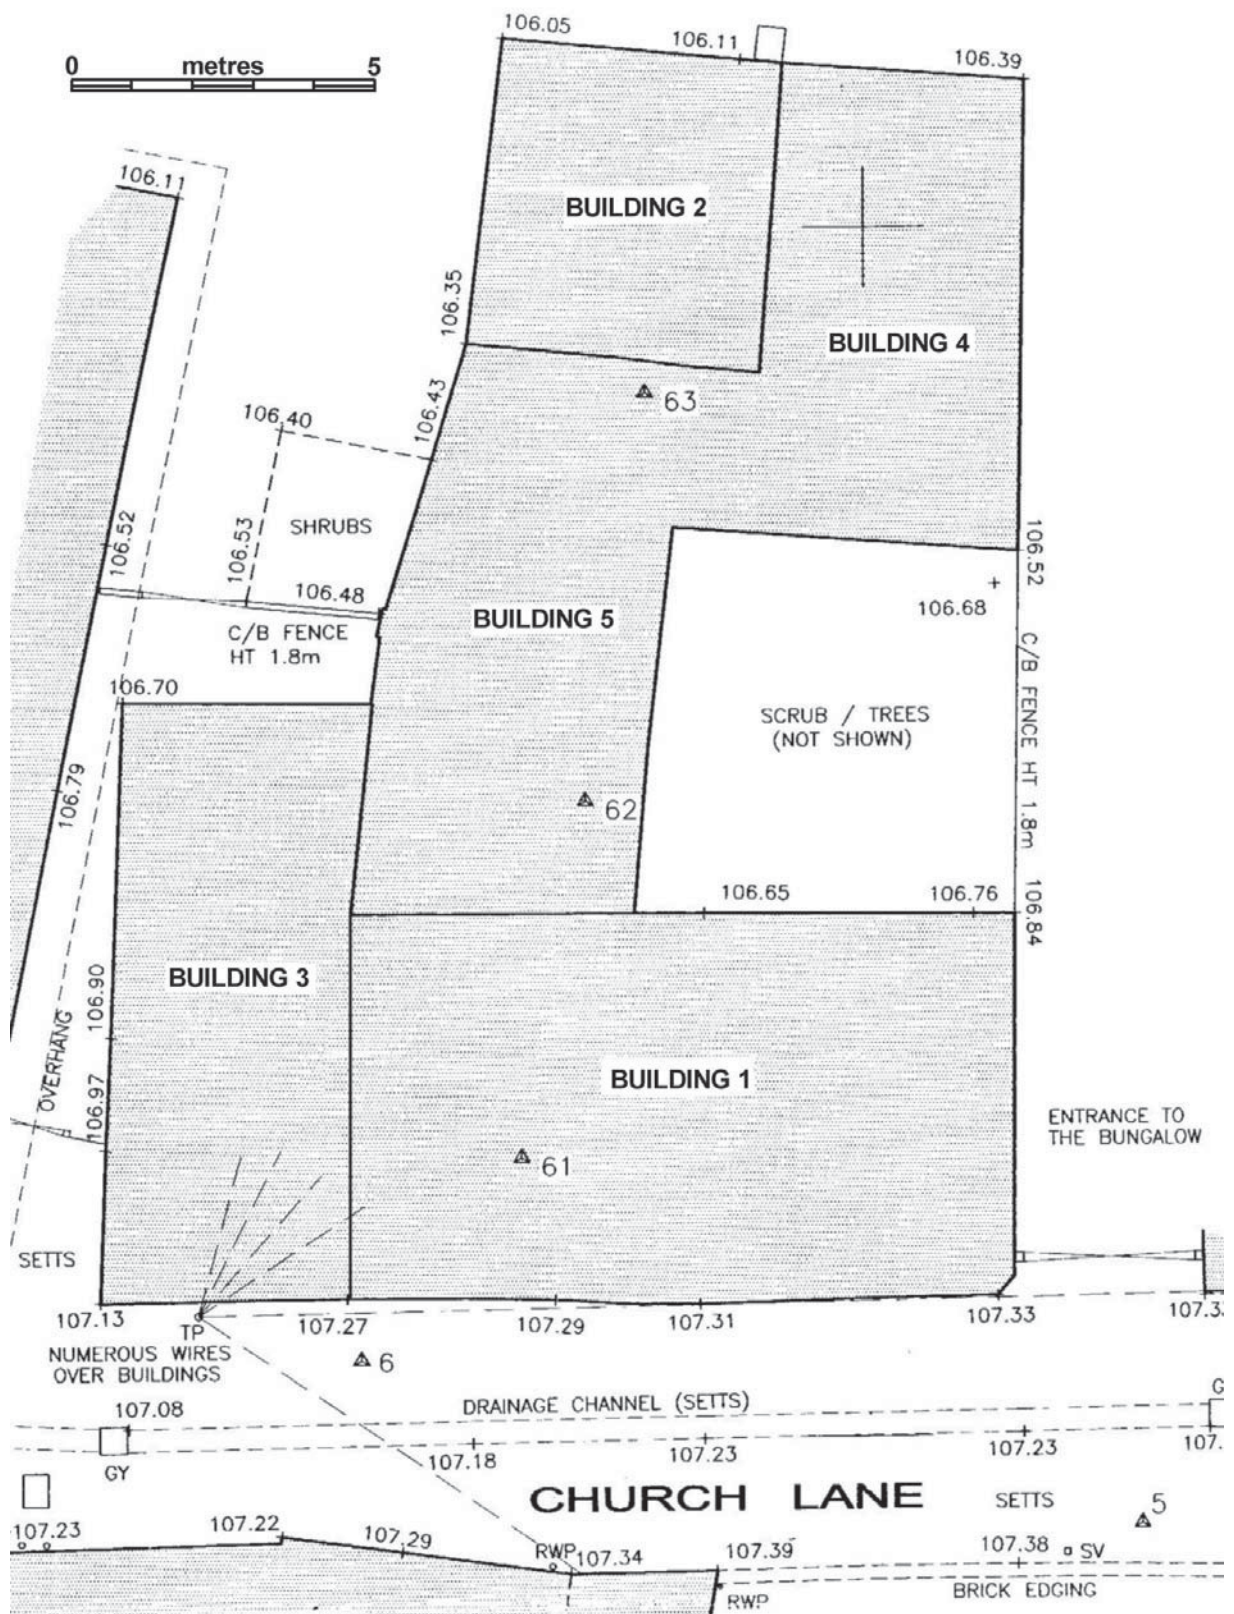 106.05
106.11
106.39
0 metres 5
106.11
BUILDING 2
106.35
BUILDING 4
63
106.43
106.40
106.52
106.53
SHRUBS
106.52
106.48
106.68
BUILDING 5
C/B FENCE
HT 1.8m
C/B FENCE HT 1.8m
106.70
SCRUB / TREES
(NOT SHOWN)
106.79
62
106.65
106.76
106.84
106.90
BUILDING 3
OVERHANG
BUILDING 1
106.97
ENTRANCE TO
THE BUNGALOW
61
SETTS
107.13
TP
107.27
107.29
107.31
107.33
NUMEROUS WIRES
OVER BUILDINGS
6
107.08
DRAINAGE CHANNEL (SETTS)
GY
107.18
107.23
107.23
CHURCH LANE
SETTS
5
107.23
107.22
107.29
RWP
107.34
107.39
107.38
SV
RWP
BRICK EDGING